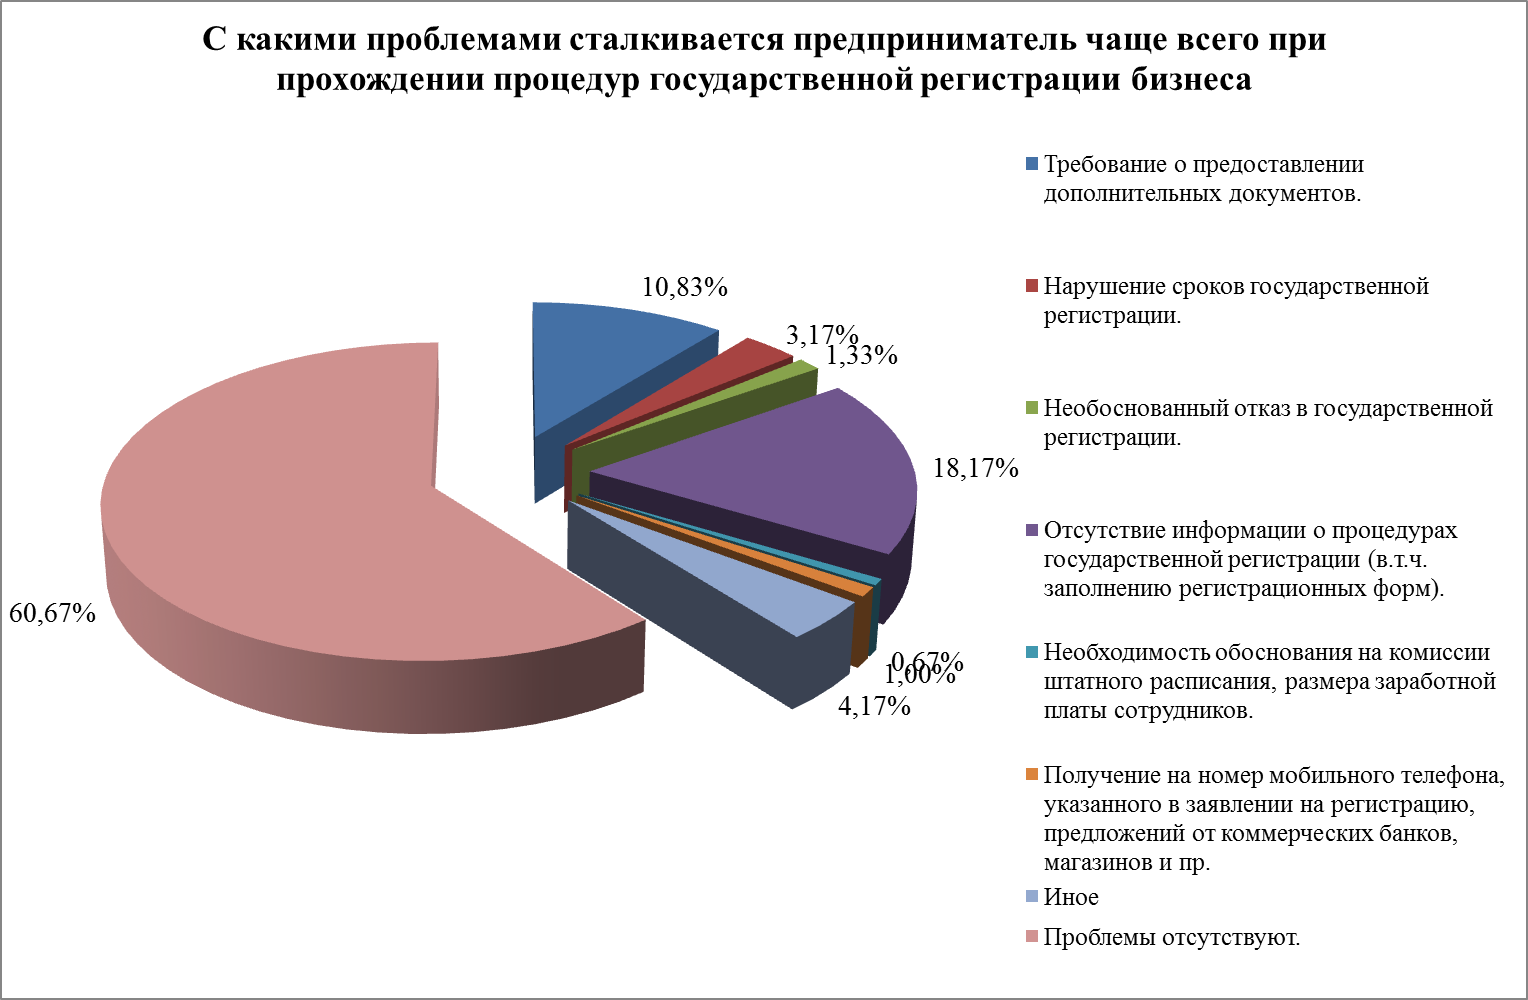 С какими проблемами сталкивается предприниматель чаще всего при
прохождении процедур государственной регистрации бизнеса
10,83%
3,17%
1,33%
18,17%
0,67%
1,00%
4,17%
60,67%
Требование о предоставлении
дополнительных документов.
Нарушение сроков государственной
регистрации.
Необоснованный отказ в государственной
регистрации.
Отсутствие информации о процедурах
государственной регистрации (в.т.ч.
заполнению регистрационных форм).
Необходимость обоснования на комиссии
штатного расписания, размера заработной
платы сотрудников.
Получение на номер мобильного телефона,
указанного в заявлении на регистрацию,
предложений от коммерческих банков,
магазинов и пр.
Иное
Проблемы отсутствуют.